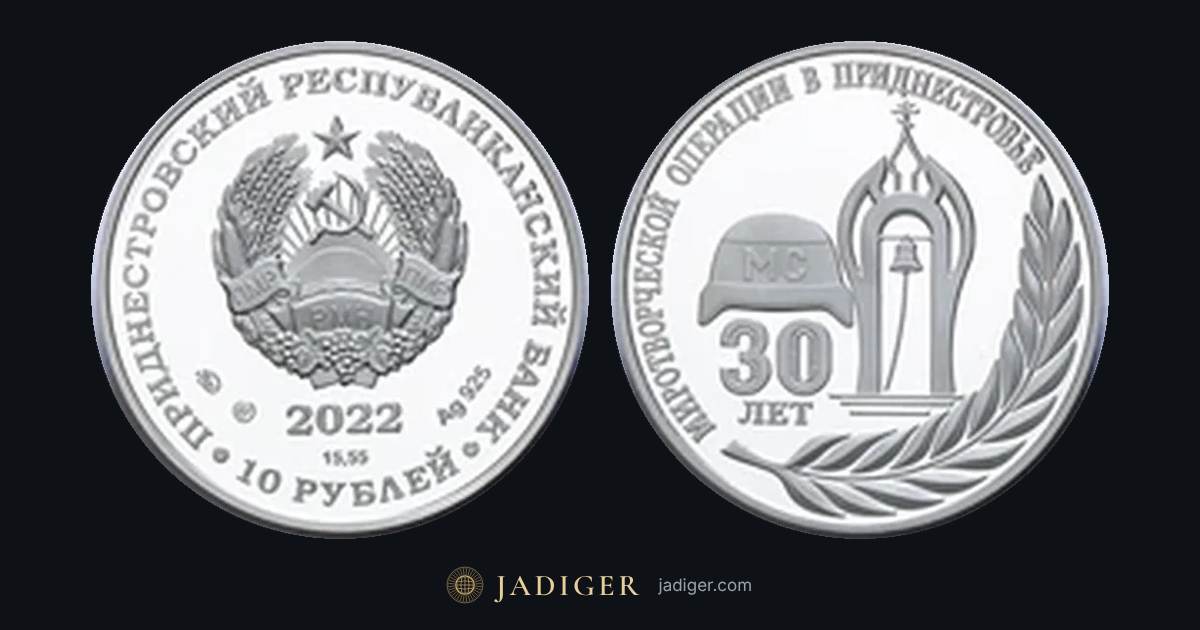 ПРИДНЕСТРОВСКИЙ РЕСПУБЛИКАНСКИЙ БАНК
2022
Ag 925
15,55
10 РУБЛЕЙ
МИРОТВОРЧЕСКОЙ ОПЕРАЦИИ В ПРИДНЕСТРОВЬЕ
МС
30
ЛЕТ
JADIGER jadiger.com